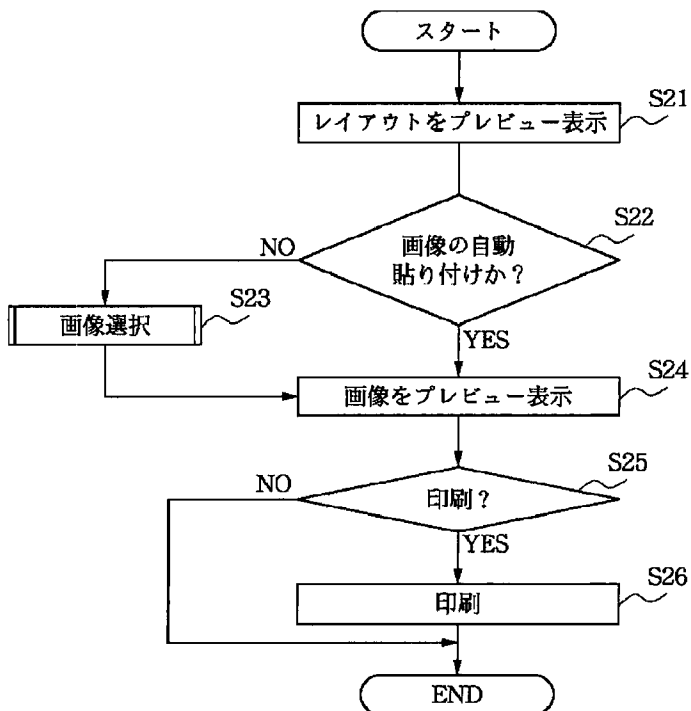 スタート
S21
レイアウトをプレビュー表示
S22
画像の自動
貼り付けか？
NO
S23
画像選択
YES
S24
画像をプレビュー表示
S25
NO
印刷？
YES
S26
印刷
END